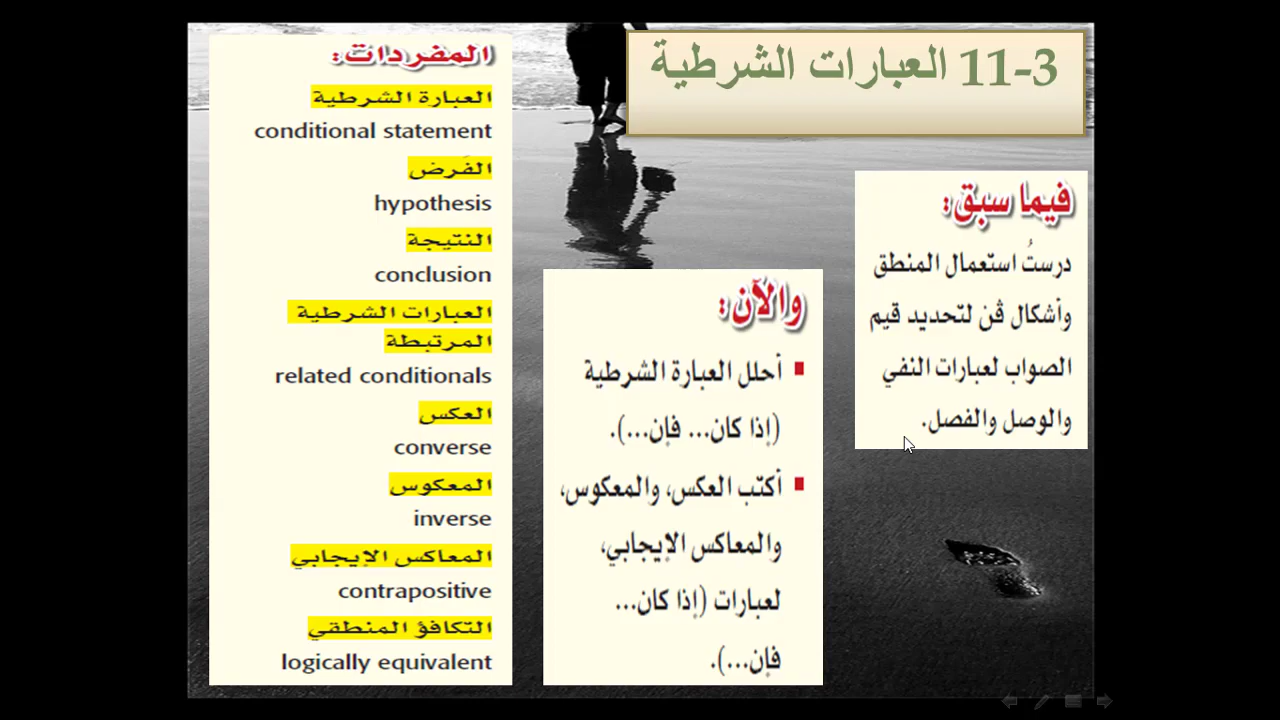 11-3 العبارات الشرطية
فيما سبق:
درستُ استعمال المنطق
وأشكال ڤن لتحديد قيم
الصواب لعبارات النفي
والوصل والفصل.
والآن:
أحلل العبارة الشرطية
(إذا كان... فإن...).
أكتب العكس، والمعكوس،
والمعاكس الإيجابي،
لعبارات (إذا كان...
فإن...).
المفردات:
العبارة الشرطية
conditional statement
الفَرض
hypothesis
النتيجة
conclusion
العبارات الشرطية
المرتبطة
related conditionals
العكس
converse
المعكوس
inverse
المعاكس الإيجابي
contrapositive
التكافؤ المنطقي
logically equivalent